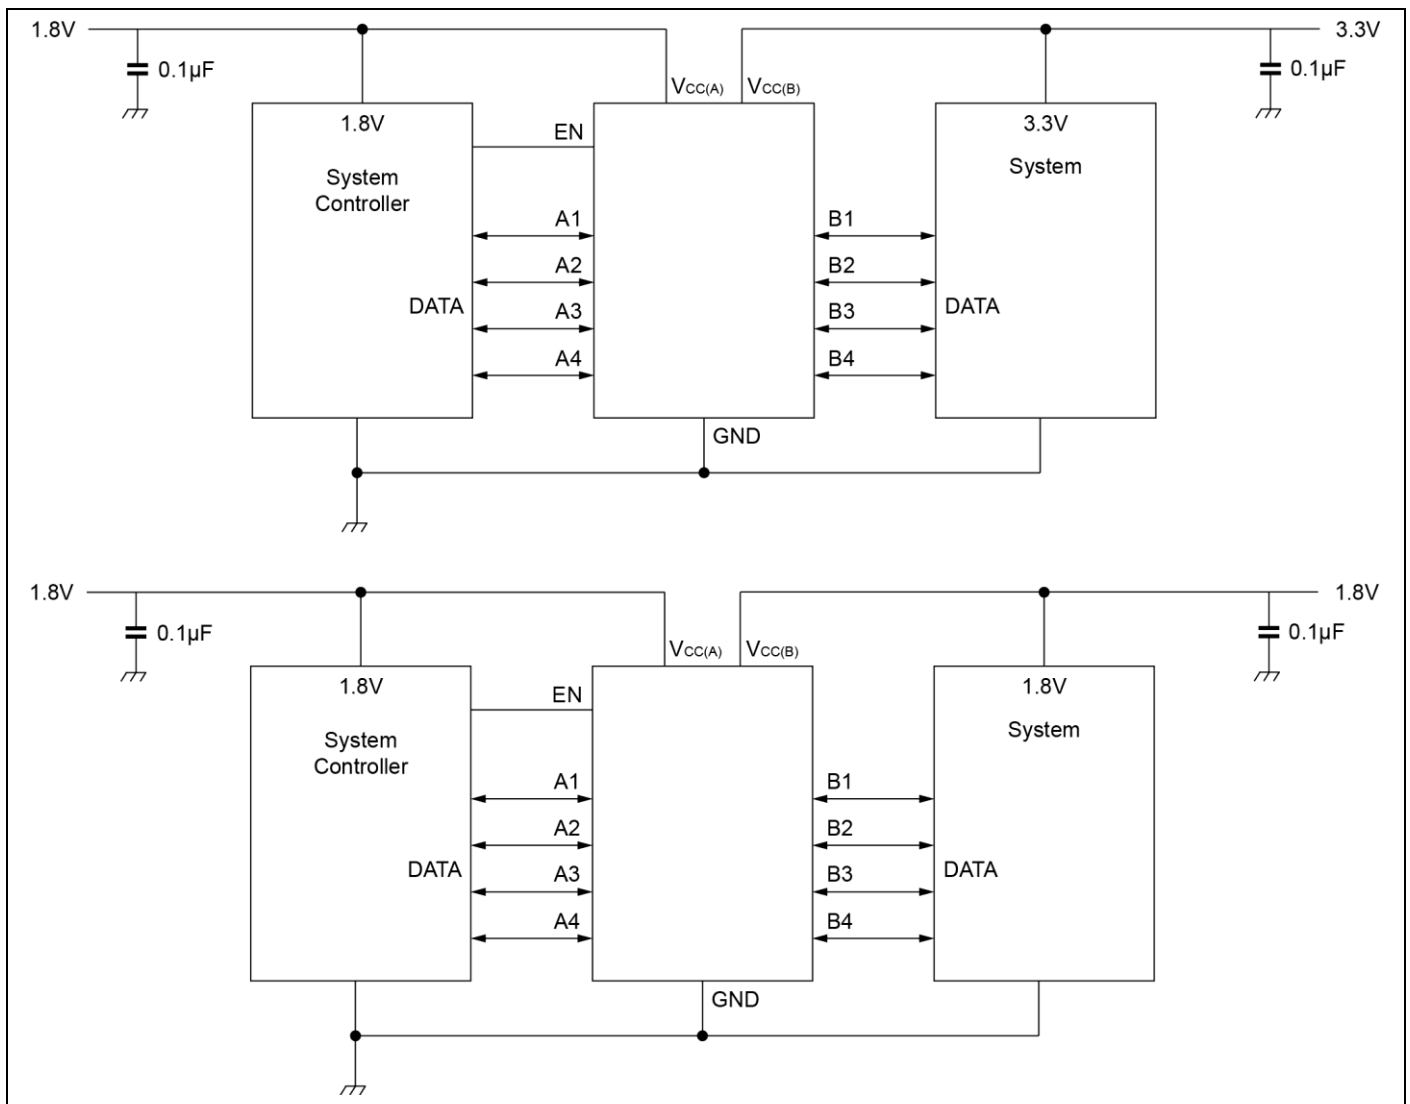 1.8V
3.3V
0.1µF
0.1µF
VCC(A)
VCC(B)
1.8V
EN
3.3V
System
Controller
System
A1
B1
A2
B2
DATA
A3
B3
DATA
A4
B4
GND
1.8V
1.8V
0.1µF
0.1µF
VCC(A)
VCC(B)
1.8V
EN
1.8V
System
Controller
System
A1
B1
A2
B2
DATA
A3
B3
DATA
A4
B4
GND